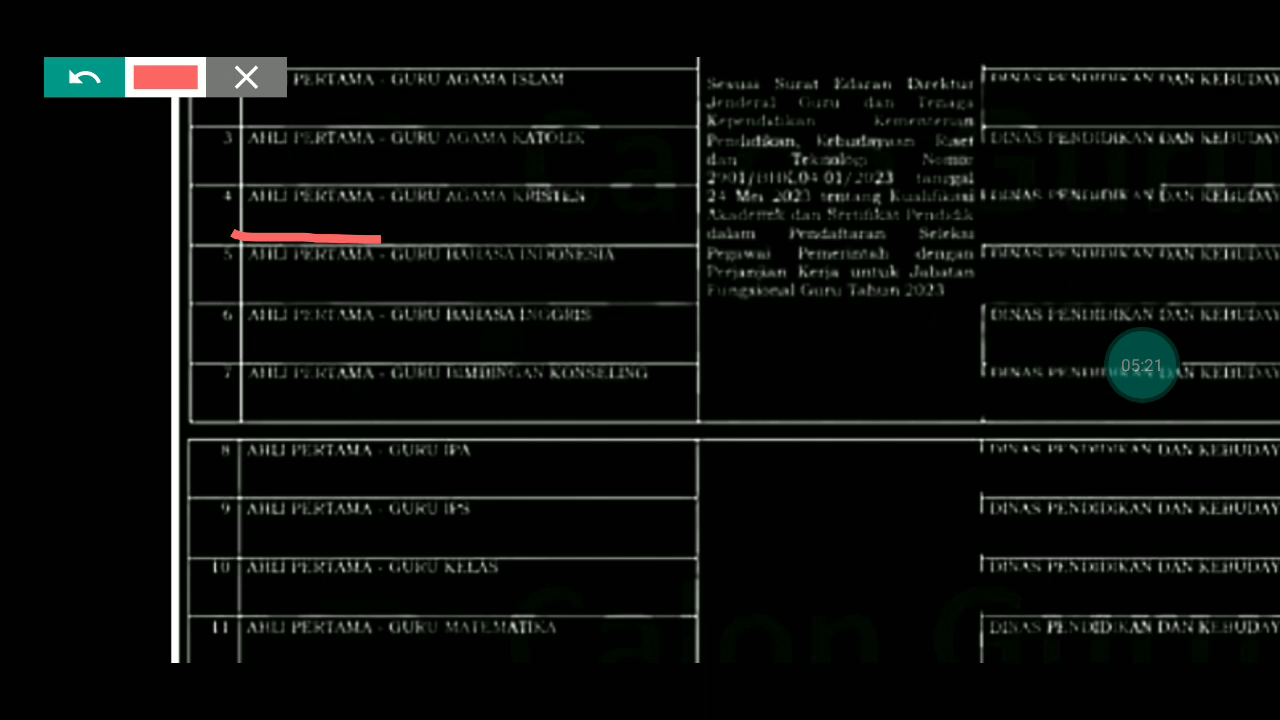 PERTAMA - GURU AGAMA ISLAM
3 AHLI PERTAMA - GURU AGAMA KATOLIK
4 AHLI PERTAMA - GURU AGAMA KRISTEN
5 AHLI PERTAMA - GURU BAHASA INDONESIA
6 AHLI PERTAMA - GURU BAHASA INGGRIS
7 AHLI PERTAMA - GURU BIMBINGAN KONSELING
Sesuai Surat Edaran Direktur
Jenderal Guru dan Tenaga
Kependidikan Kementerian
Pendidikan, Kebudayaan Riset
dan Teknologi Nomor
2901/B/HK.04.01/2023 tanggal
24 Mei 2023 tentang Kualifikasi
Akademik dan Sertifikat Pendidik
dalam Pendaftaran Seleksi
Pegawai Pemerintah dengan
Perjanjian Kerja untuk Jabatan
Fungsional Guru Tahun 2023
DINAS PENDIDIKAN DAN KEBUDAY
DINAS PENDIDIKAN DAN KEBUDAY
DINAS PENDIDIKAN DAN KEBUDAY
DINAS PENDIDIKAN DAN KEBUDAY
DINAS PENDIDIKAN DAN KEBUDAY
DINAS PENDIDIKAN DAN KEBUDAY
05:21
8 AHLI PERTAMA - GURU IPA
9 AHLI PERTAMA - GURU IPS
10 AHLI PERTAMA - GURU KELAS
11 AHLI PERTAMA - GURU MATEMATIKA
DINAS PENDIDIKAN DAN KEBUDAY
DINAS PENDIDIKAN DAN KEBUDAY
DINAS PENDIDIKAN DAN KEBUDAY
DINAS PENDIDIKAN DAN KEBUDAY
Calon Guru